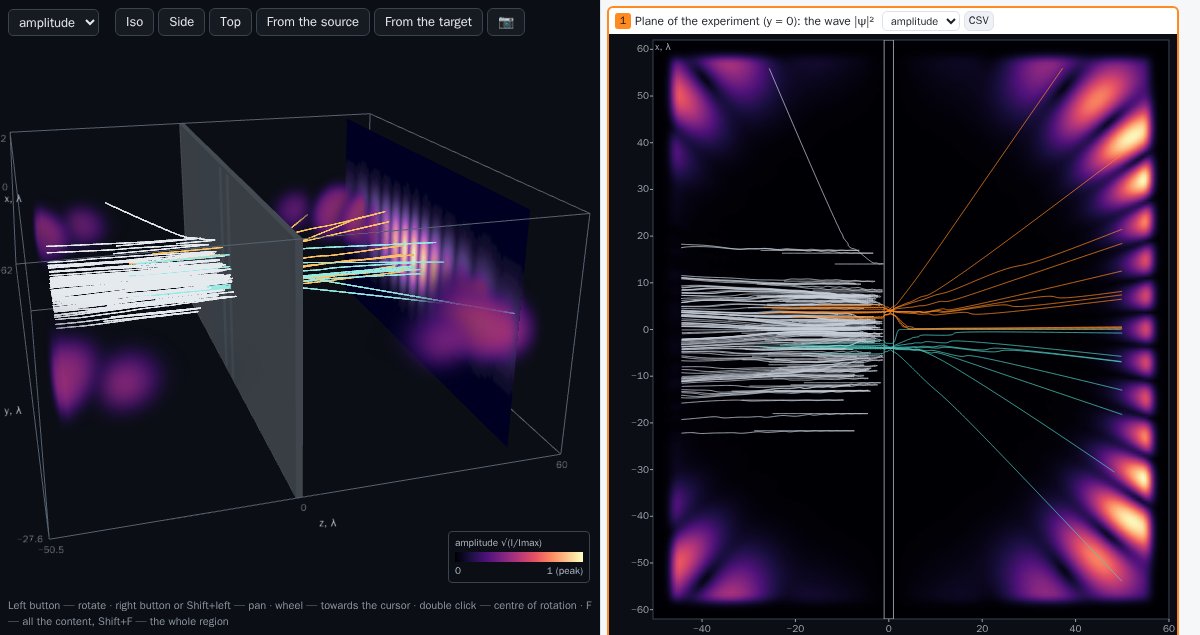 amplitude
Iso
Side
Top
From the source
From the target
1 Plane of the experiment (y = 0): the wave |ψ|²
amplitude
CSV
2
0
x, λ
-62
y, λ
-27.6
-50.5
0
z, λ
60
amplitude √(I/Imax)
0
1 (peak)
Left button — rotate · right button or Shift+left — pan · wheel — towards the cursor · double click — centre of rotation · F
— all the content, Shift+F — the whole region
60
x, λ
50
40
30
20
10
0
−10
−20
−30
−40
−50
−60
−40
−20
0
20
40
60